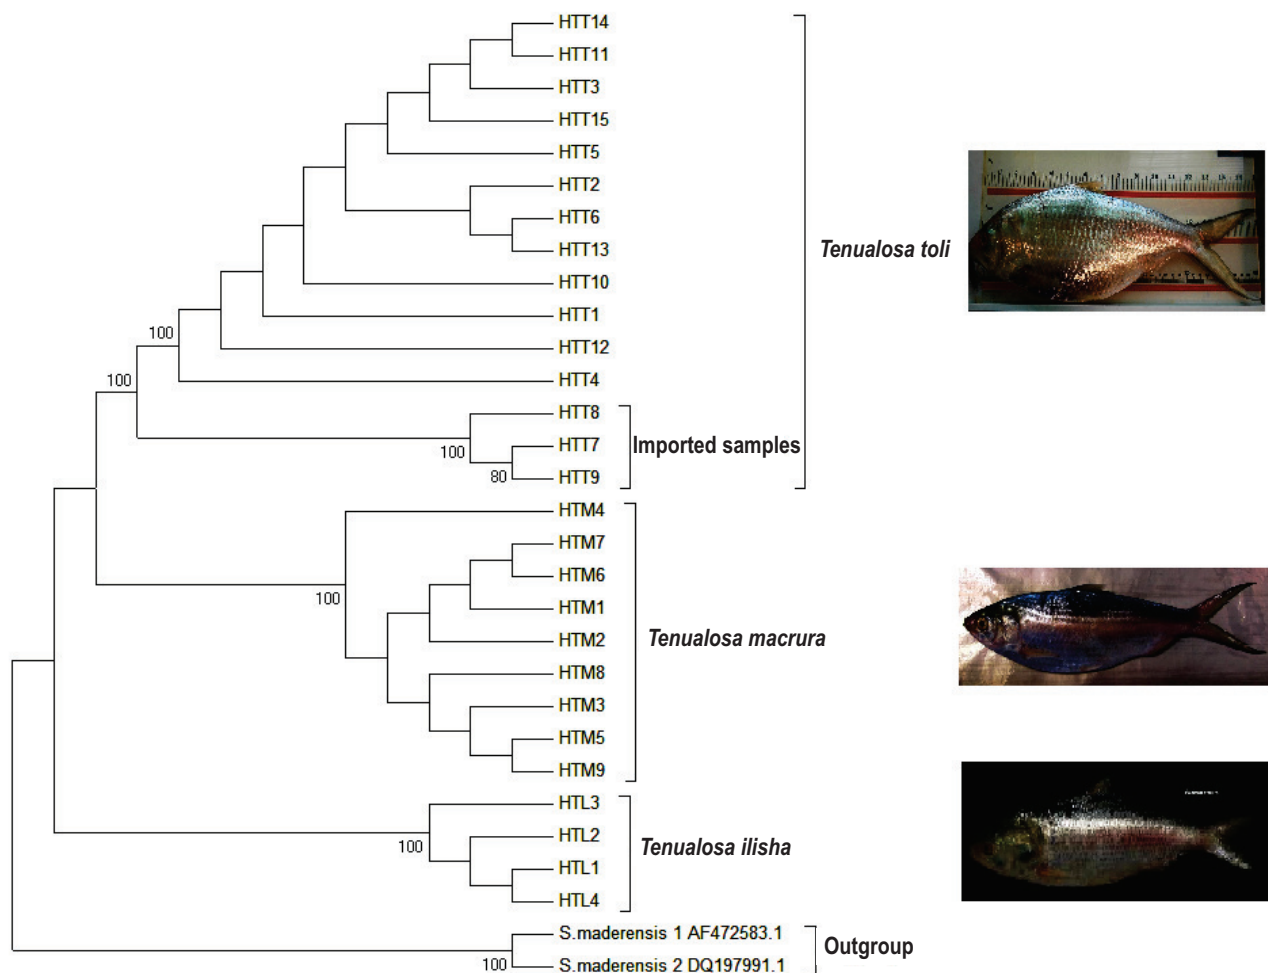 HTT14
HTT11
HTT3
HTT15
HTT5
HTT2
HTT6
HTT13
HTT10
HTT1
HTT12
HTT4
HTT8
HTT7
HTT9
HTM4
HTM7
HTM6
HTM1
HTM2
HTM8
HTM3
HTM5
HTM9
HTL3
HTL2
HTL1
HTL4
S.maderensis 1 AF472583.1
S.maderensis 2 DQ197991.1
100
100
100
80
100
100
100
Imported samples
Tenualosa toli
Tenualosa macrura
Tenualosa ilisha
Outgroup